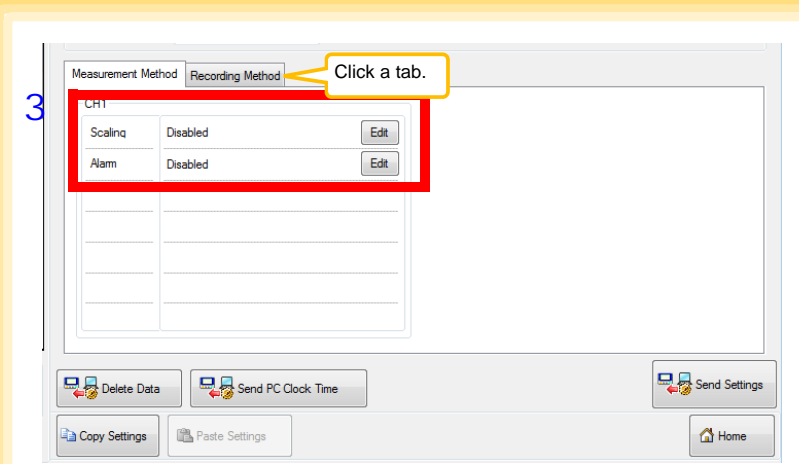 Measurement Method Recording Method Click a tab.
3
CH1
Scaling Disabled Edit
Alarm Disabled Edit
Delete Data Send PC Clock Time Send Settings
Copy Settings Paste Settings Home